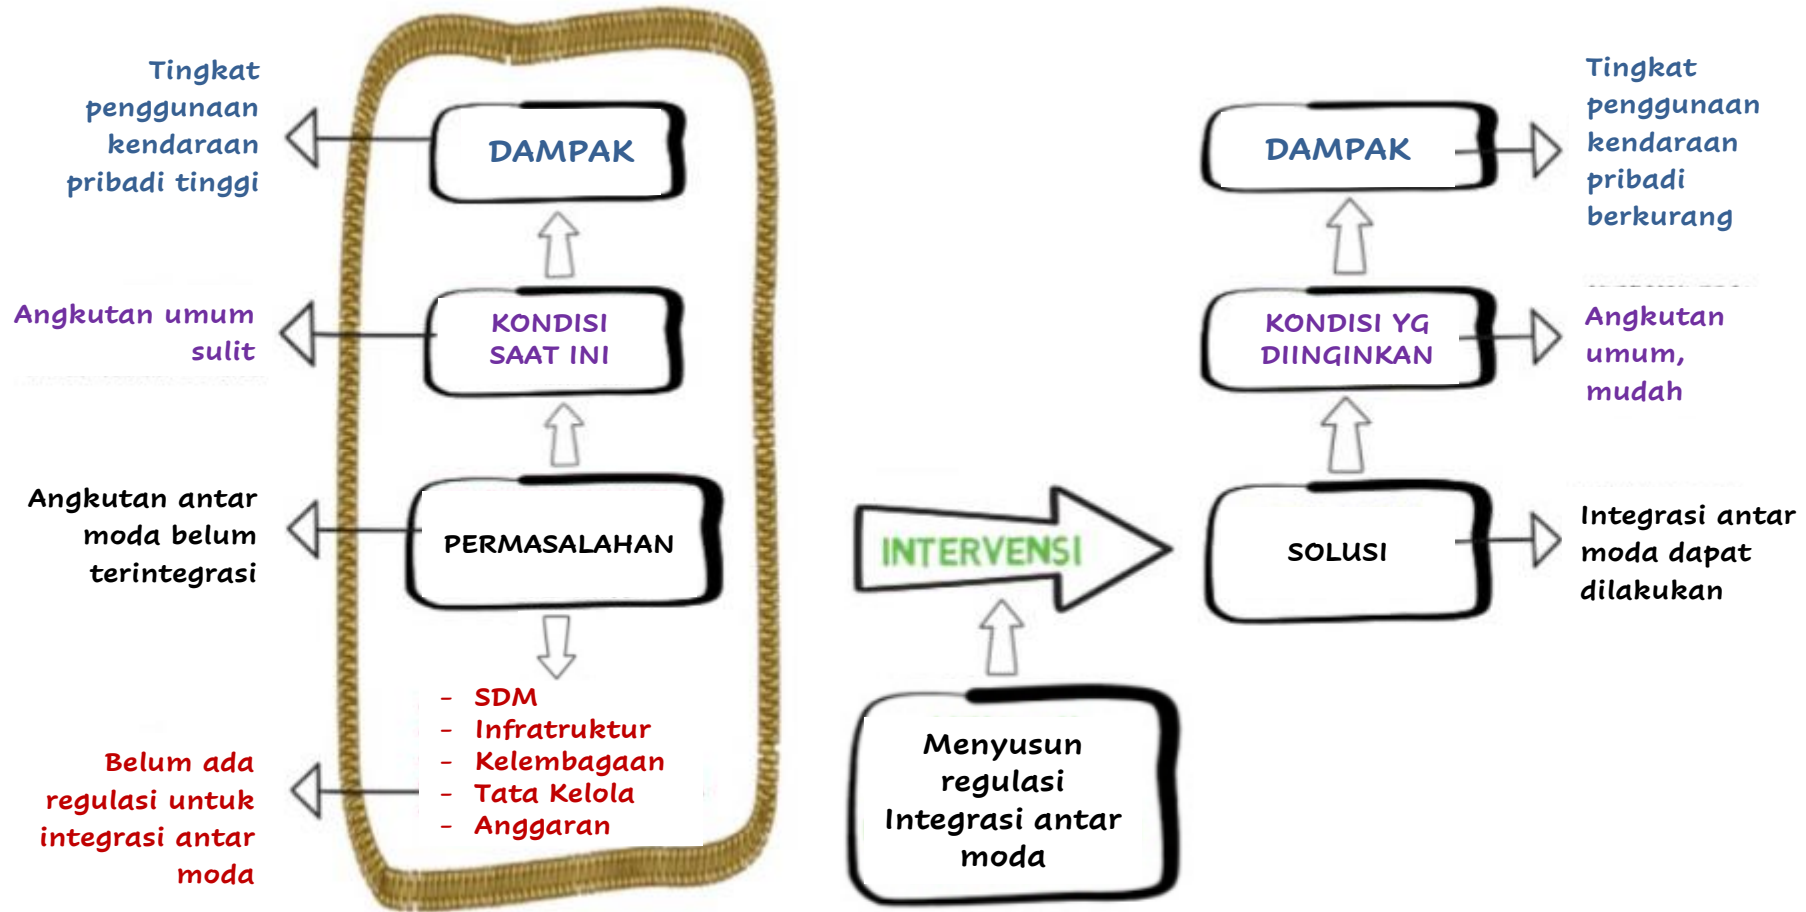 Tingkat
penggunaan
kendaraan
pribadi tinggi
DAMPAK
Angkutan umum
sulit
KONDISI
SAAT INI
Angkutan antar
moda belum
terintegrasi
PERMASALAHAN
Belum ada
regulasi untuk
integrasi antar
moda
- SDM
- Infratruktur
- Kelembagaan
- Tata Kelola
- Anggaran
INTERVENSI
Menyusun
regulasi
Integrasi antar
moda
DAMPAK
Tingkat
penggunaan
kendaraan
pribadi
berkurang
KONDISI YG
DIINGINKAN
Angkutan
umum,
mudah
SOLUSI
Integrasi antar
moda dapat
dilakukan